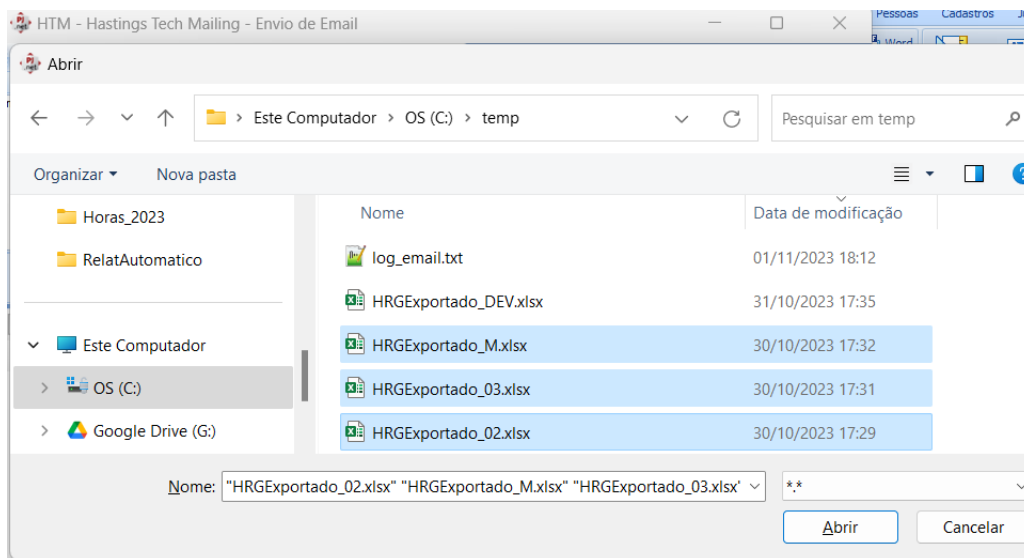 HTM - Hastings Tech Mailing - Envio de Email
Pessoas Cadastros
Word
Abrir
Este Computador > OS (C:) > temp
Pesquisar em temp
Organizar Nova pasta
Nome Data de modificação
Horas_2023
RelatAutomatico
log_email.txt 01/11/2023 18:12
HRGExportado_DEV.xlsx 31/10/2023 17:35
Este Computador
HRGExportado_M.xlsx 30/10/2023 17:32
OS (C:)
HRGExportado_03.xlsx 30/10/2023 17:31
Google Drive (G:)
HRGExportado_02.xlsx 30/10/2023 17:29
Nome: "HRGExportado_02.xlsx" "HRGExportado_M.xlsx" "HRGExportado_03.xlsx" *.*
Abrir Cancelar